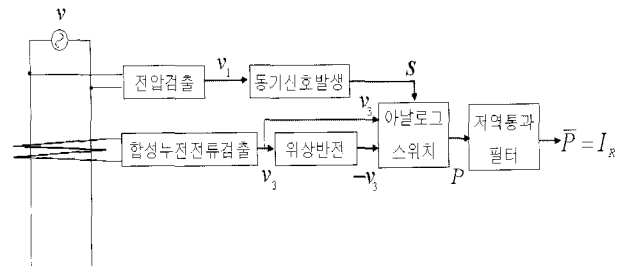 v
전압검출
v₁
동기신호발생
S
합성누전전류검출
v₃
위상반전
v₃
-v₃
아날로그
스위치
P
저역통과
필터
P̅ = I_R